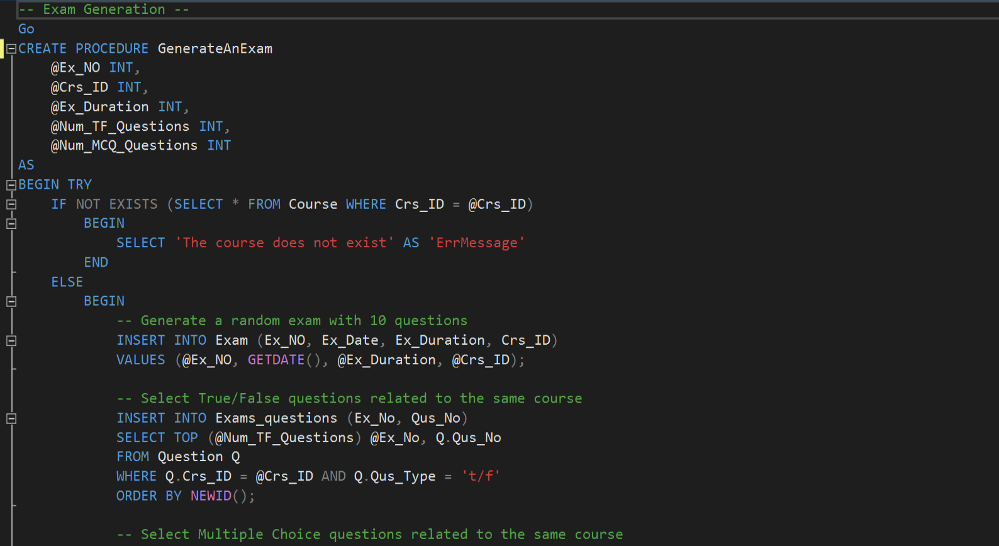 -- Exam Generation --
Go
CREATE PROCEDURE GenerateAnExam
    @Ex_NO INT,
    @Crs_ID INT,
    @Ex_Duration INT,
    @Num_TF_Questions INT,
    @Num_MCQ_Questions INT
AS
BEGIN TRY
    IF NOT EXISTS (SELECT * FROM Course WHERE Crs_ID = @Crs_ID)
        BEGIN
            SELECT 'The course does not exist' AS 'ErrMessage'
        END
    ELSE
        BEGIN
            -- Generate a random exam with 10 questions
            INSERT INTO Exam (Ex_NO, Ex_Date, Ex_Duration, Crs_ID)
            VALUES (@Ex_NO, GETDATE(), @Ex_Duration, @Crs_ID);

            -- Select True/False questions related to the same course
            INSERT INTO Exams_questions (Ex_No, Qus_No)
            SELECT TOP (@Num_TF_Questions) @Ex_No, Q.Qus_No
            FROM Question Q
            WHERE Q.Crs_ID = @Crs_ID AND Q.Qus_Type = 't/f'
            ORDER BY NEWID();

            -- Select Multiple Choice questions related to the same course